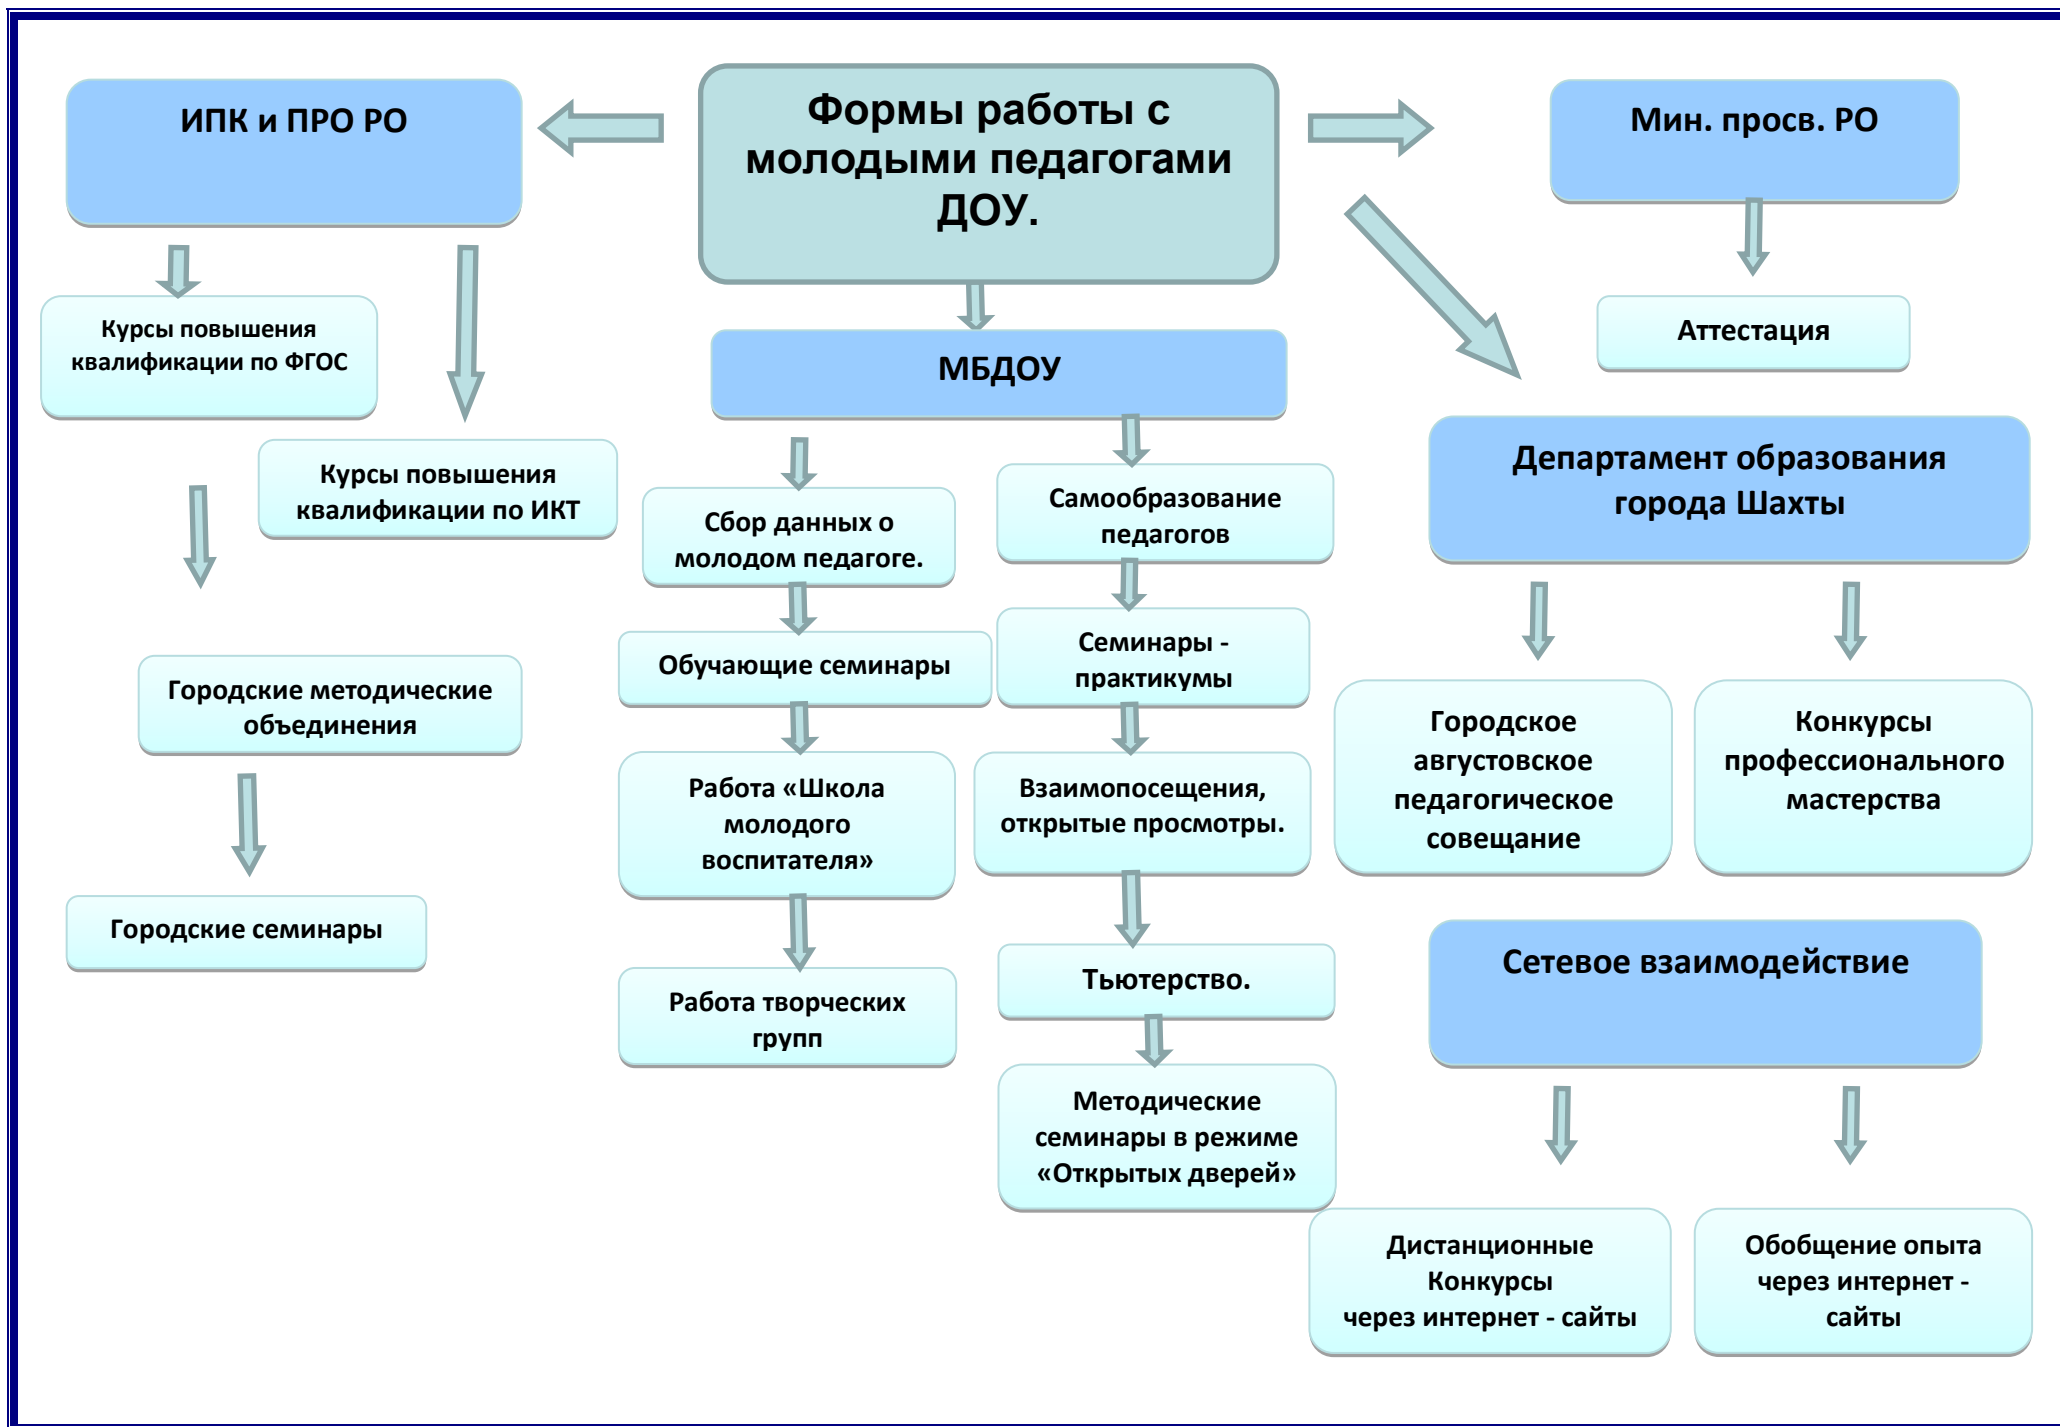 Формы работы с
молодыми педагогами
ДОУ.
ИПК и ПРО РО
Курсы повышения
квалификации по ФГОС
Курсы повышения
квалификации по ИКТ
Городские методические
объединения
Городские семинары
МБДОУ
Сбор данных о
молодом педагоге.
Обучающие семинары
Работа «Школа
молодого
воспитателя»
Работа творческих
групп
Самообразование
педагогов
Семинары -
практикумы
Взаимопосещения,
открытые просмотры.
Тьютерство.
Методические
семинары в режиме
«Открытых дверей»
Мин. просв. РО
Аттестация
Департамент образования
города Шахты
Городское
августовское
педагогическое
совещание
Конкурсы
профессионального
мастерства
Сетевое взаимодействие
Дистанционные
Конкурсы
через интернет - сайты
Обобщение опыта
через интернет -
сайты